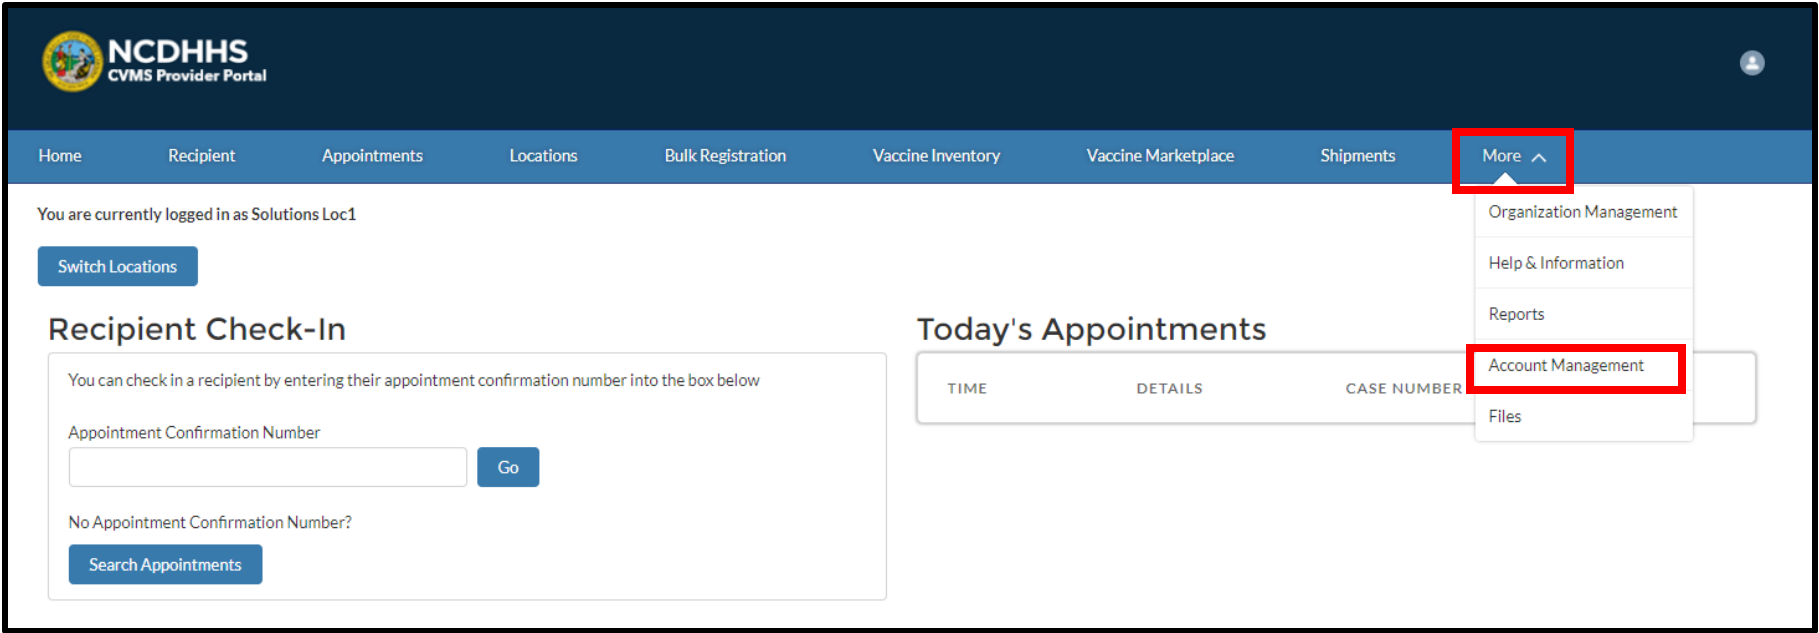 NCDHHS
CVMS Provider Portal
Home Recipient Appointments Locations Bulk Registration Vaccine Inventory Vaccine Marketplace Shipments More
You are currently logged in as Solutions Loc1
Switch Locations
Organization Management
Help & Information
Reports
Account Management
Files
Recipient Check-In
You can check in a recipient by entering their appointment confirmation number into the box below
Appointment Confirmation Number
Go
No Appointment Confirmation Number?
Search Appointments
Today's Appointments
TIME DETAILS CASE NUMBER